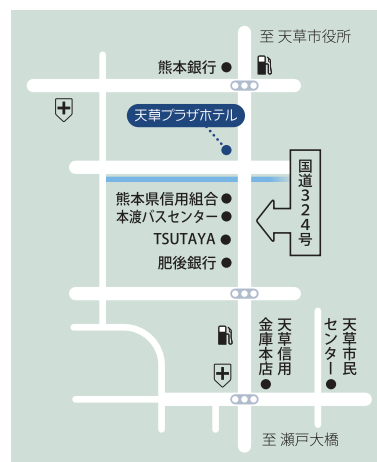 至 天草市役所
熊本銀行
天草プラザホテル
国道324号
熊本県信用組合
本渡バスセンター
TSUTAYA
肥後銀行
天草信用
金庫本店
天草市民
センター
至 瀬戸大橋